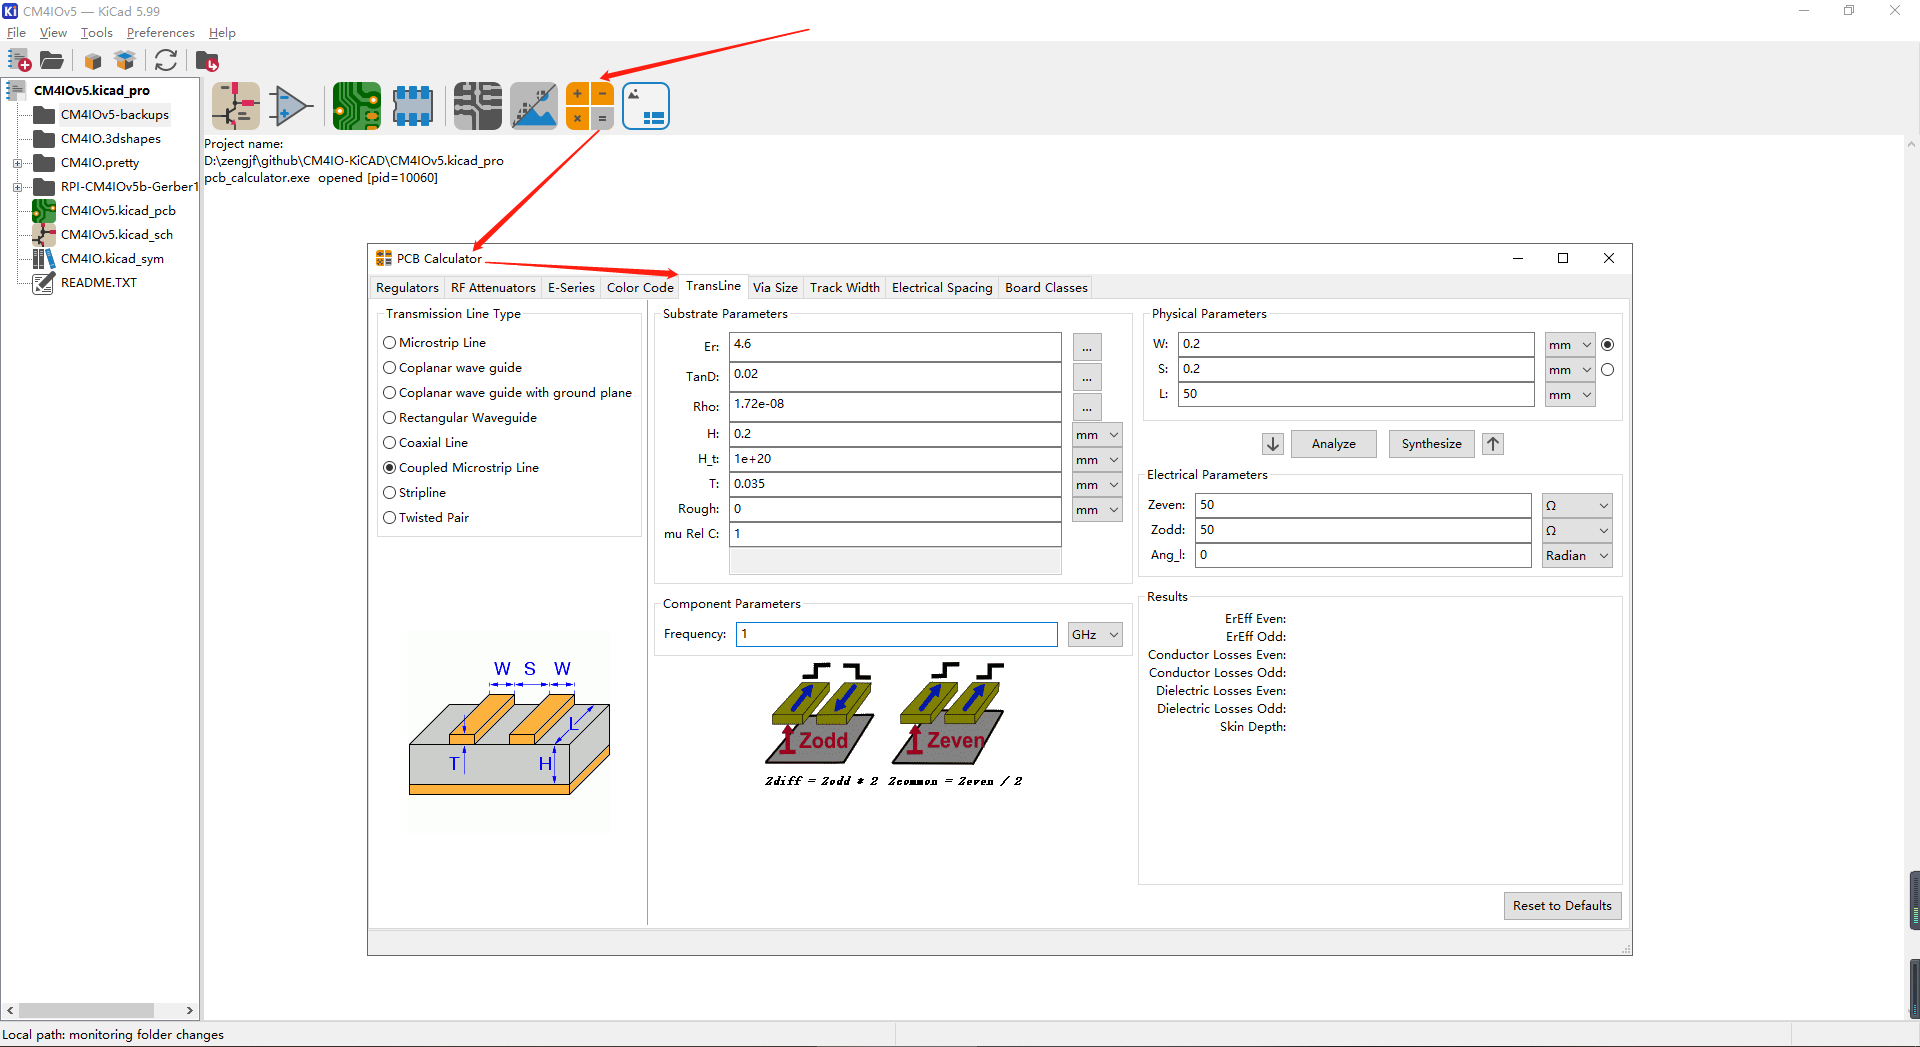 CM4IOv5 — KiCad 5.99
File View Tools Preferences Help
CM4IOv5.kicad_pro
CM4IOv5-backups
CM4IO.3dshapes
CM4IO.pretty
RPI-CM4IOv5b-Gerber1
CM4IOv5.kicad_pcb
CM4IOv5.kicad_sch
CM4IO.kicad_sym
README.TXT
Project name:
D:\zengjf\github\CM4IO-KiCAD\CM4IOv5.kicad_pro
pcb_calculator.exe opened [pid=10060]
PCB Calculator
Regulators RF Attenuators E-Series Color Code TransLine Via Size Track Width Electrical Spacing Board Classes
Transmission Line Type
Microstrip Line
Coplanar wave guide
Coplanar wave guide with ground plane
Rectangular Waveguide
Coaxial Line
Coupled Microstrip Line
Stripline
Twisted Pair
W S W
L
T H
Substrate Parameters
Er: 4.6 ...
TanD: 0.02 ...
Rho: 1.72e-08 ...
H: 0.2 mm
H_t: 1e+20 mm
T: 0.035 mm
Rough: 0 mm
mu Rel C: 1
Component Parameters
Frequency: 1 GHz
Zodd Zeven
Zdiff = Zodd * 2 Zcommon = Zeven / 2
Physical Parameters
W: 0.2 mm
S: 0.2 mm
L: 50 mm
Analyze Synthesize
Electrical Parameters
Zeven: 50 Ω
Zodd: 50 Ω
Ang_l: 0 Radian
Results
ErEff Even:
ErEff Odd:
Conductor Losses Even:
Conductor Losses Odd:
Dielectric Losses Even:
Dielectric Losses Odd:
Skin Depth:
Reset to Defaults
Local path: monitoring folder changes